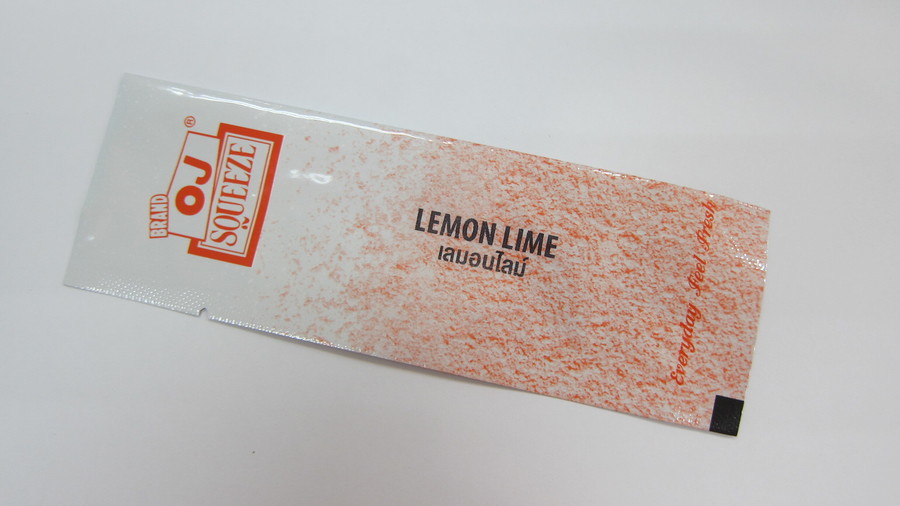 BRAND
OJ
®
SQUEEZE
LEMON LIME
เลมอนไลม์
Everyday Feel Fresh